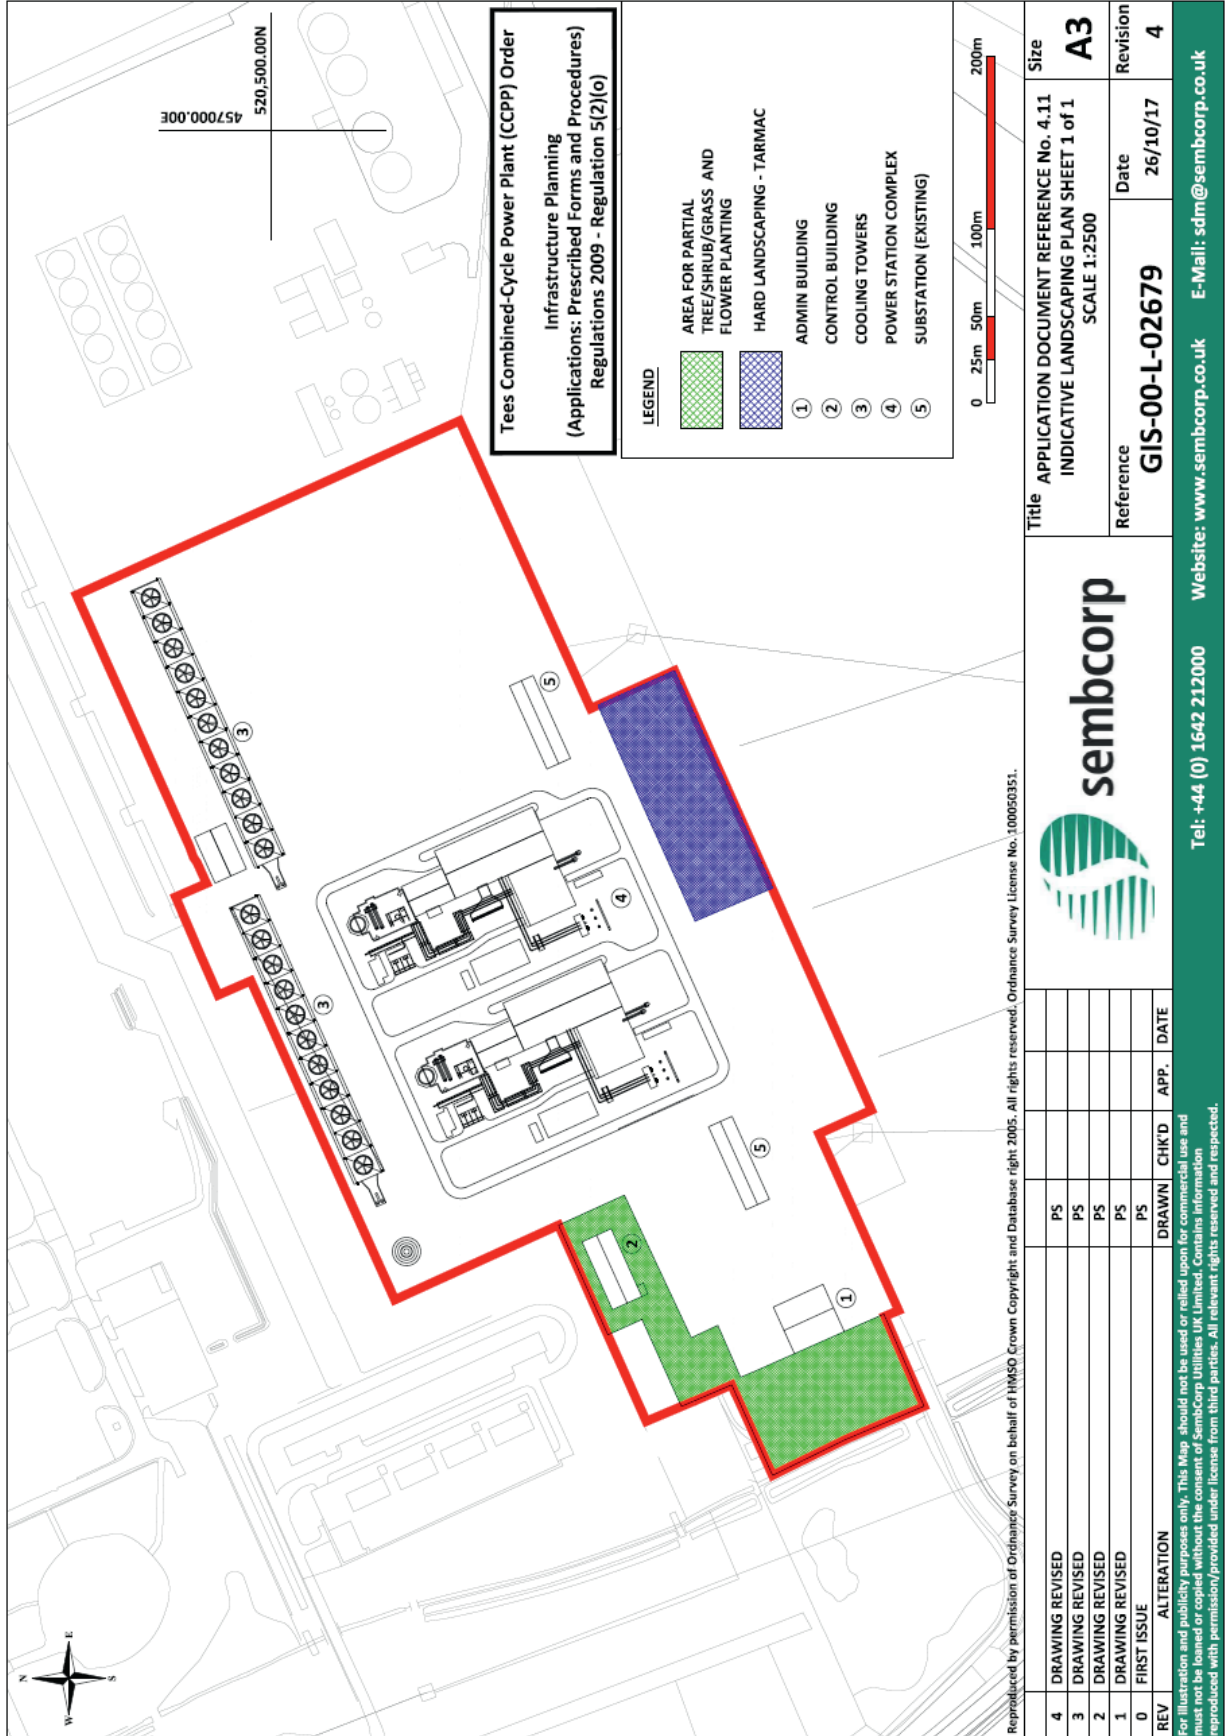 N
W
E
S
457000.00E
520,500.00N
3
3
5
4
5
2
1
Tees Combined-Cycle Power Plant (CCPP) Order
Infrastructure Planning
(Applications: Prescribed Forms and Procedures)
Regulations 2009 - Regulation 5(2)(o)
LEGEND
AREA FOR PARTIAL
TREE/SHRUB/GRASS AND
FLOWER PLANTING
HARD LANDSCAPING - TARMAC
1 ADMIN BUILDING
2 CONTROL BUILDING
3 COOLING TOWERS
4 POWER STATION COMPLEX
5 SUBSTATION (EXISTING)
0 25m 50m 100m 200m
Reproduced by permission of Ordnance Survey on behalf of HMSO Crown Copyright and Database right 2005. All rights reserved. Ordnance Survey License No. 100050351.
4 DRAWING REVISED PS
3 DRAWING REVISED PS
2 DRAWING REVISED PS
1 DRAWING REVISED PS
0 FIRST ISSUE PS
REV ALTERATION DRAWN CHK'D APP. DATE
sembcorp
Title APPLICATION DOCUMENT REFERENCE No. 4.11
INDICATIVE LANDSCAPING PLAN SHEET 1 of 1
SCALE 1:2500
Size
A3
Reference
GIS-00-L-02679
Date
26/10/17
Revision
4
For illustration and publicity purposes only. This Map should not be used or relied upon for commercial use and
must not be loaned or copied without the consent of SembCorp Utilities UK Limited. Contains information
reproduced with permission/provided under license from third parties. All relevant rights reserved and respected.
Tel: +44 (0) 1642 212000 Website: www.sembcorp.co.uk E-Mail: sdm@sembcorp.co.uk